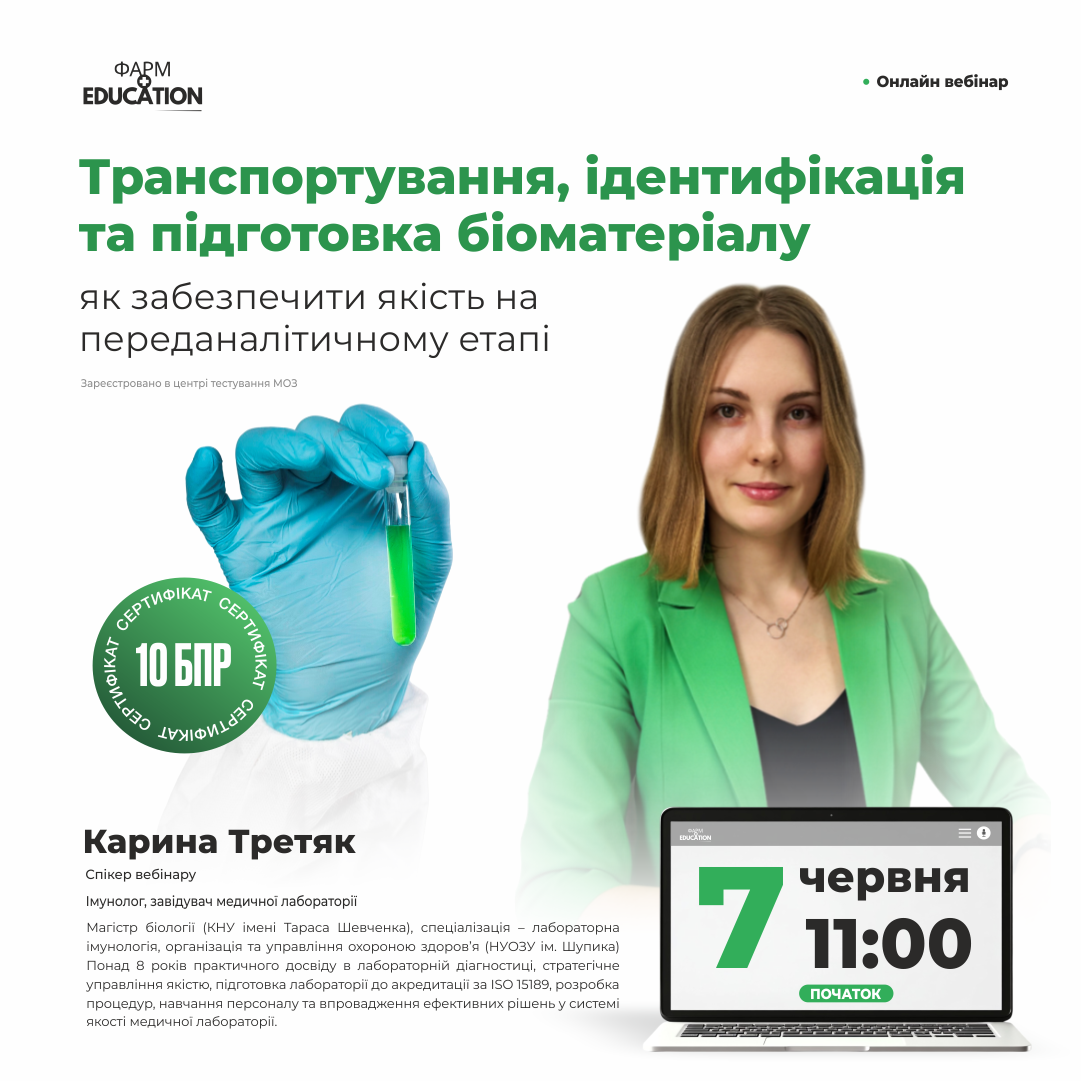 ФАРМ
EDUCATION
• Онлайн вебінар
Транспортування, ідентифікація
та підготовка біоматеріалу
як забезпечити якість на
переданалітичному етапі
Зареєстровано в центрі тестування МОЗ
СЕРТИФІКАТ СЕРТИФІКАТ СЕРТИФІКАТ СЕРТИФІКАТ
10 БПР
Карина Третяк
Спікер вебінару
Імунолог, завідувач медичної лабораторії
Магістр біології (КНУ імені Тараса Шевченка), спеціалізація – лабораторна
імунологія, організація та управління охороною здоров’я (НУОЗУ ім. Шупика)
Понад 8 років практичного досвіду в лабораторній діагностиці, стратегічне
управління якістю, підготовка лабораторії до акредитації за ISO 15189, розробка
процедур, навчання персоналу та впровадження ефективних рішень у системі
якості медичної лабораторії.
ФАРМ
EDUCATION
7 червня
11:00
ПОЧАТОК